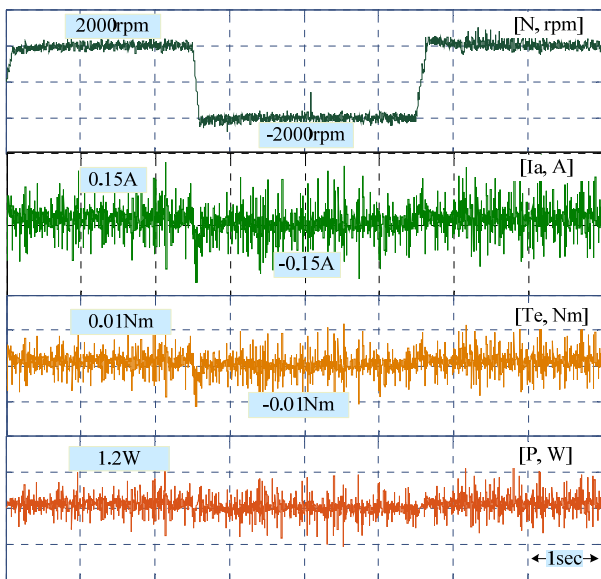 2000rpm
[N, rpm]
-2000rpm
[Ia, A]
0.15A
-0.15A
[Te, Nm]
0.01Nm
-0.01Nm
[P, W]
1.2W
1sec